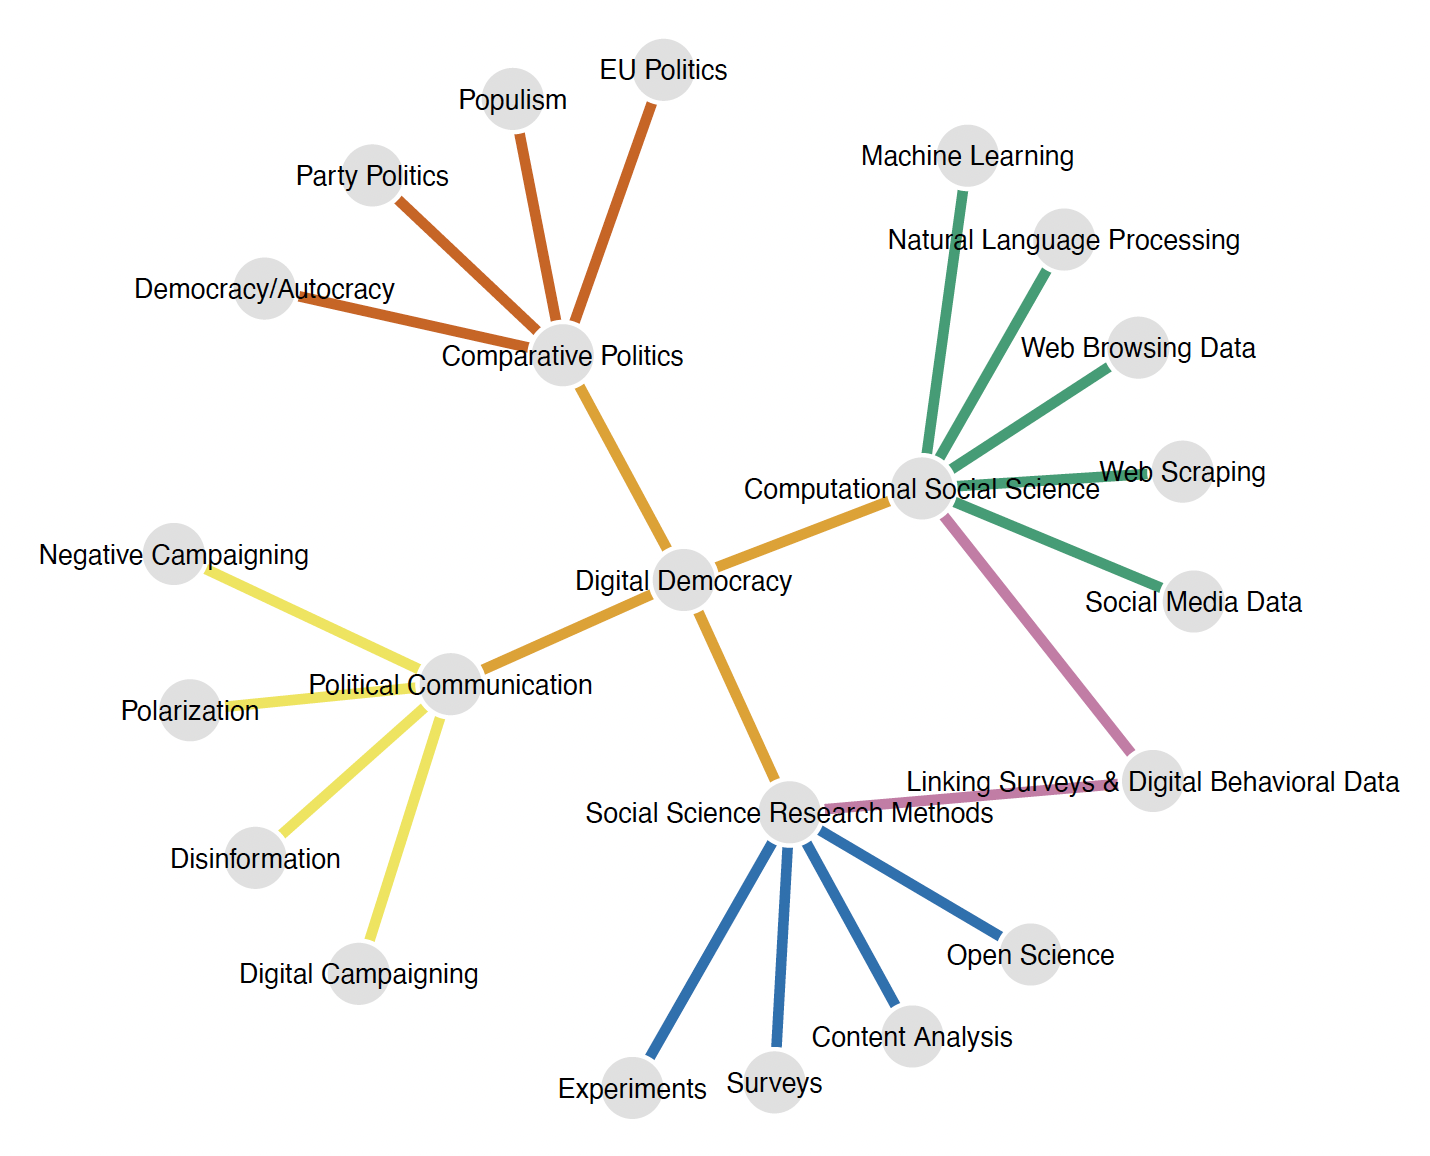 EU Politics
Populism
Machine Learning
Party Politics
Natural Language Processing
Democracy/Autocracy
Web Browsing Data
Comparative Politics
Web Scraping
Computational Social Science
Negative Campaigning
Digital Democracy
Social Media Data
Political Communication
Polarization
Linking Surveys & Digital Behavioral Data
Social Science Research Methods
Disinformation
Open Science
Digital Campaigning
Content Analysis
Surveys
Experiments